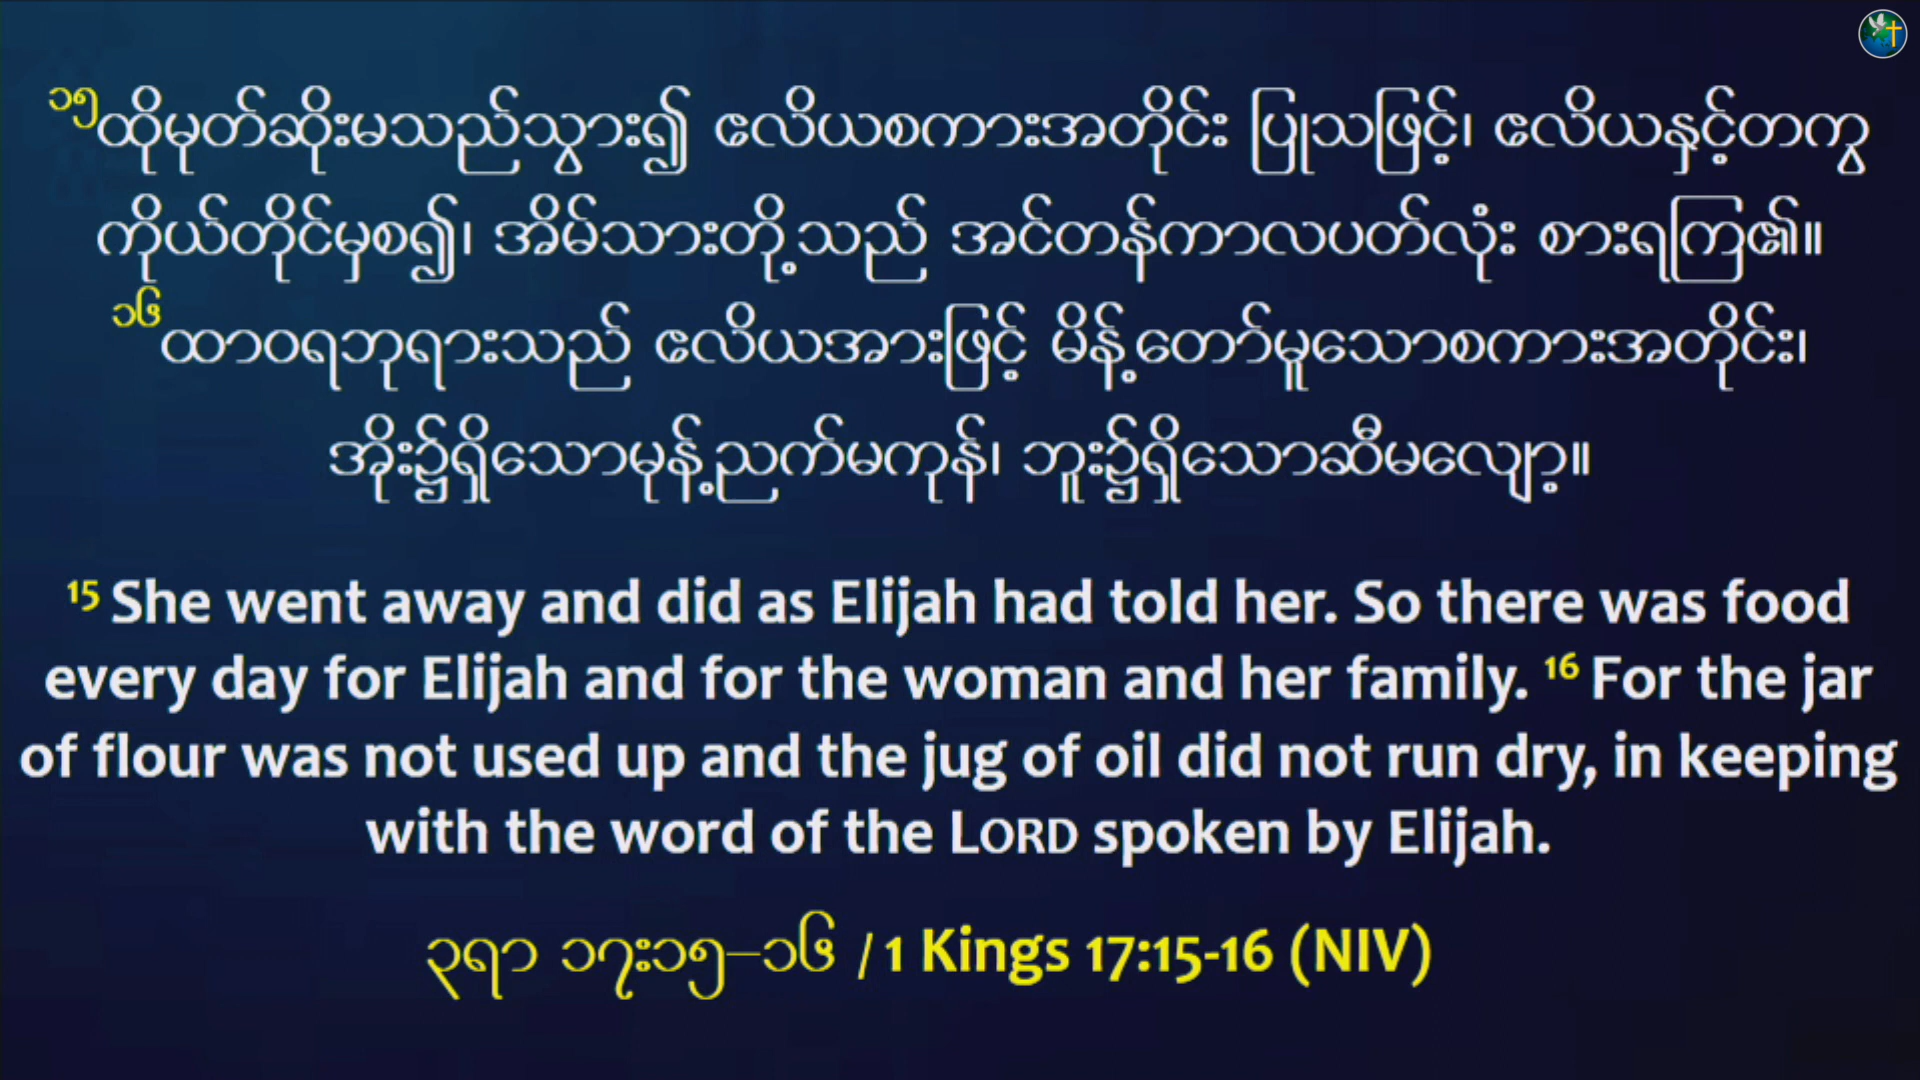 ၁၅ထိုမုတ်ဆိုးမသည်သွား၍ ဧလိယစကားအတိုင်း ပြုသဖြင့်၊ ဧလိယနှင့်တကွ
ကိုယ်တိုင်မှစ၍၊ အိမ်သားတို့သည် အင်တန်ကာလပတ်လုံး စားရကြ၏။
၁၆ထာဝရဘုရားသည် ဧလိယအားဖြင့် မိန့်တော်မူသောစကားအတိုင်း၊
အိုး၌ရှိသောမုန့်ညက်မကုန်၊ ဘူး၌ရှိသောဆီမလျော့။
15 She went away and did as Elijah had told her. So there was food
every day for Elijah and for the woman and her family. 16 For the jar
of flour was not used up and the jug of oil did not run dry, in keeping
with the word of the LORD spoken by Elijah.
၃ရာ ၁၇း၁၅–၁၆ / 1 Kings 17:15-16 (NIV)